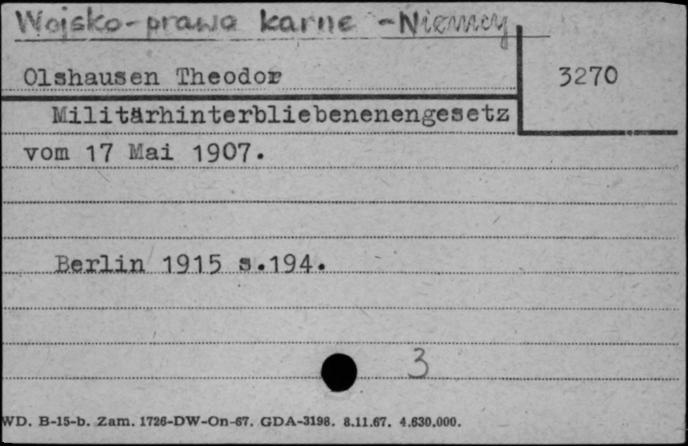 Wojsko-prawo karne -Niemcy
Olshausen Theodor
3270
Militärhinterbliebenenengesetz
vom 17 Mai 1907.
Berlin 1915 s.194.
3
WD. B-15-b. Zam. 1726-DW-On-67. GDA-3198. 8.11.67. 4.630.000.